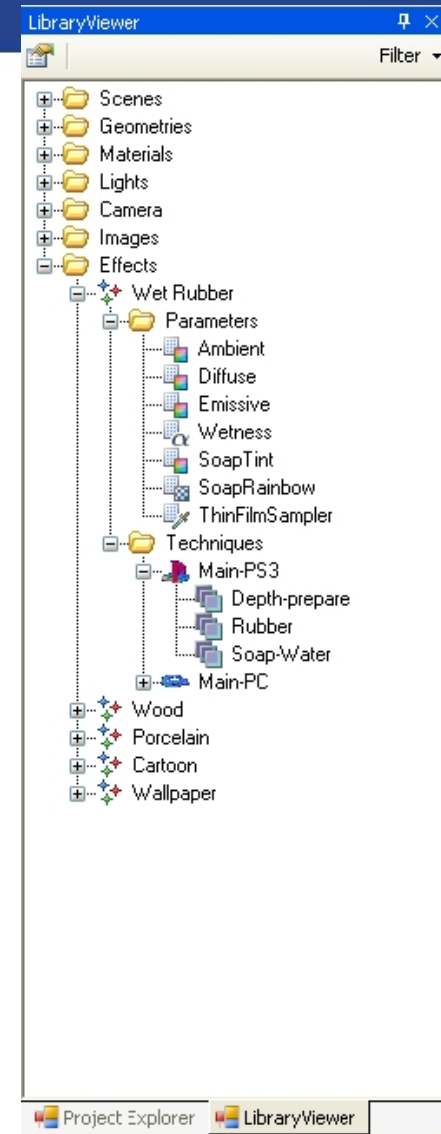 LibraryViewer
Filter
Scenes
Geometries
Materials
Lights
Camera
Images
Effects
Wet Rubber
Parameters
Ambient
Diffuse
Emissive
Wetness
SoapTint
SoapRainbow
ThinFilmSampler
Techniques
Main-PS3
Depth-prepare
Rubber
Soap-Water
Main-PC
Wood
Porcelain
Cartoon
Wallpaper
Project Explorer LibraryViewer